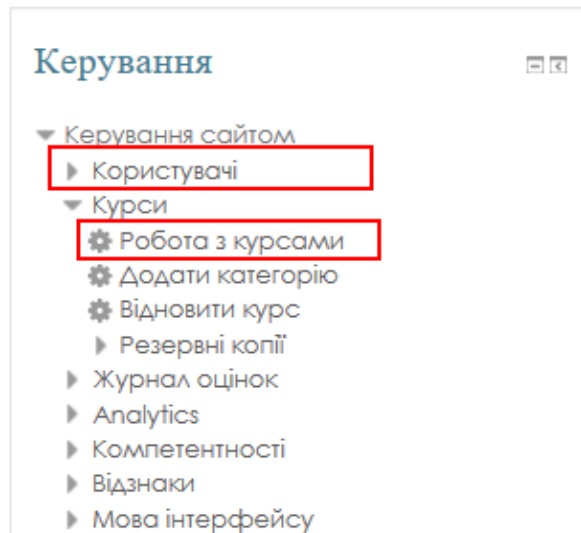 Керування
Керування сайтом
Користувачі
Курси
Робота з курсами
Додати категорію
Відновити курс
Резервні копії
Журнал оцінок
Analytics
Компетентності
Відзнаки
Мова інтерфейсу